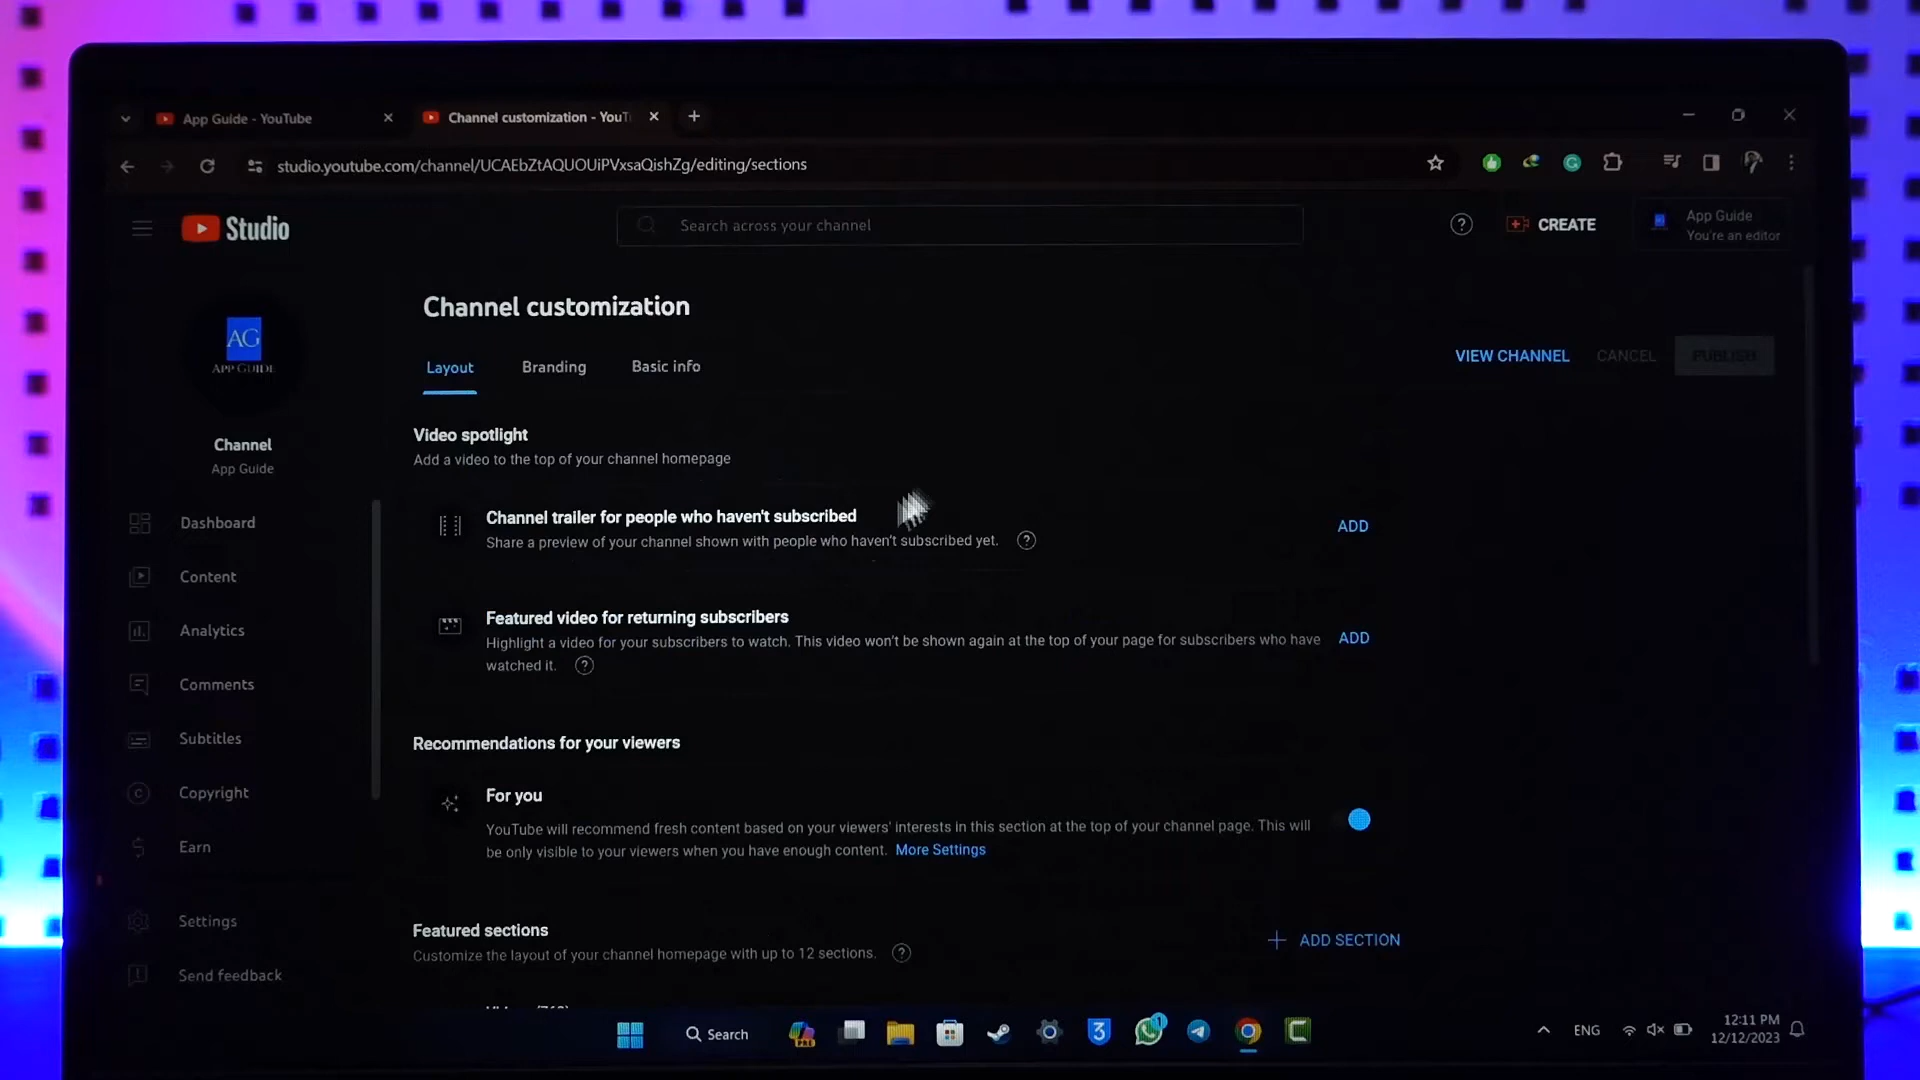 App Guide - YouTube
Channel customization - YouT
studio.youtube.com/channel/UCAEbZtAQUOUiPVxsaQishZg/editing/sections
Studio
Search across your channel
CREATE
App Guide
You're an editor
Channel customization
VIEW CHANNEL
CANCEL
PUBLISH
Layout
Branding
Basic info
AG
APP GUIDE
Channel
App Guide
Dashboard
Content
Analytics
Comments
Subtitles
Copyright
Earn
Settings
Send feedback
Video spotlight
Add a video to the top of your channel homepage
Channel trailer for people who haven't subscribed
Share a preview of your channel shown with people who haven't subscribed yet.
ADD
Featured video for returning subscribers
Highlight a video for your subscribers to watch. This video won't be shown again at the top of your page for subscribers who have
watched it.
ADD
Recommendations for your viewers
For you
YouTube will recommend fresh content based on your viewers' interests in this section at the top of your channel page. This will
be only visible to your viewers when you have enough content. More Settings
Featured sections
Customize the layout of your channel homepage with up to 12 sections.
ADD SECTION
Search
ENG
12:11 PM
12/12/2023